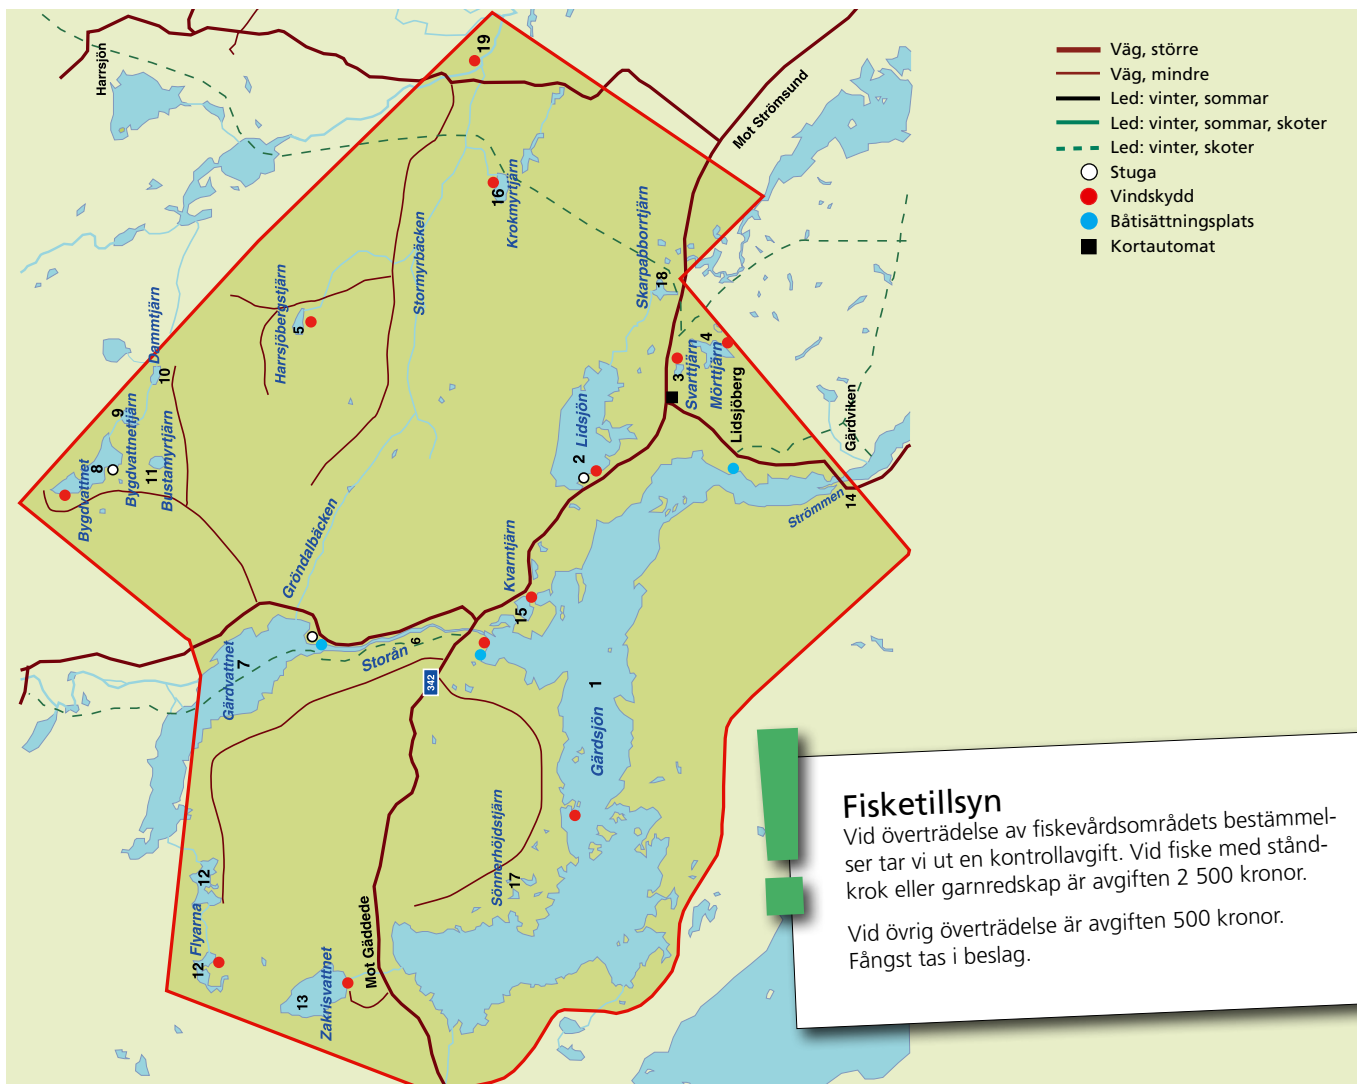 Väg, större
Väg, mindre
Led: vinter, sommar
Led: vinter, sommar, skoter
Led: vinter, skoter
Stuga
Vindskydd
Båtisättningsplats
Kortautomat
Harrsjön
19
Mot Strömsund
16
Krokmyrtjärn
Stormyrbäcken
Skarpabborrtjärn
18
Harrsjöbergstjärn
5
Dammtjärn
10
9
Bygdvattnettjärn
8
Bygdvattnet
11
Bustamyrtjärn
4
Mörttjärn
3
Svarttjärn
Lidsjöberg
Gärdviken
2
Lidsjön
Strömmen
14
Gröndalbäcken
Kvarntjärn
15
6
Storån
7
Gärdvattnet
342
1
Gärdsjön
Sönnerhöjdstjärn
17
12
Flyarna
12
13
Zakrisvattnet
Mot Gäddede
Fisketillsyn
Vid överträdelse av fiskevårdsområdets bestämmel-
ser tar vi ut en kontrollavgift. Vid fiske med stånd-
krok eller garnredskap är avgiften 2 500 kronor.
Vid övrig överträdelse är avgiften 500 kronor.
Fångst tas i beslag.